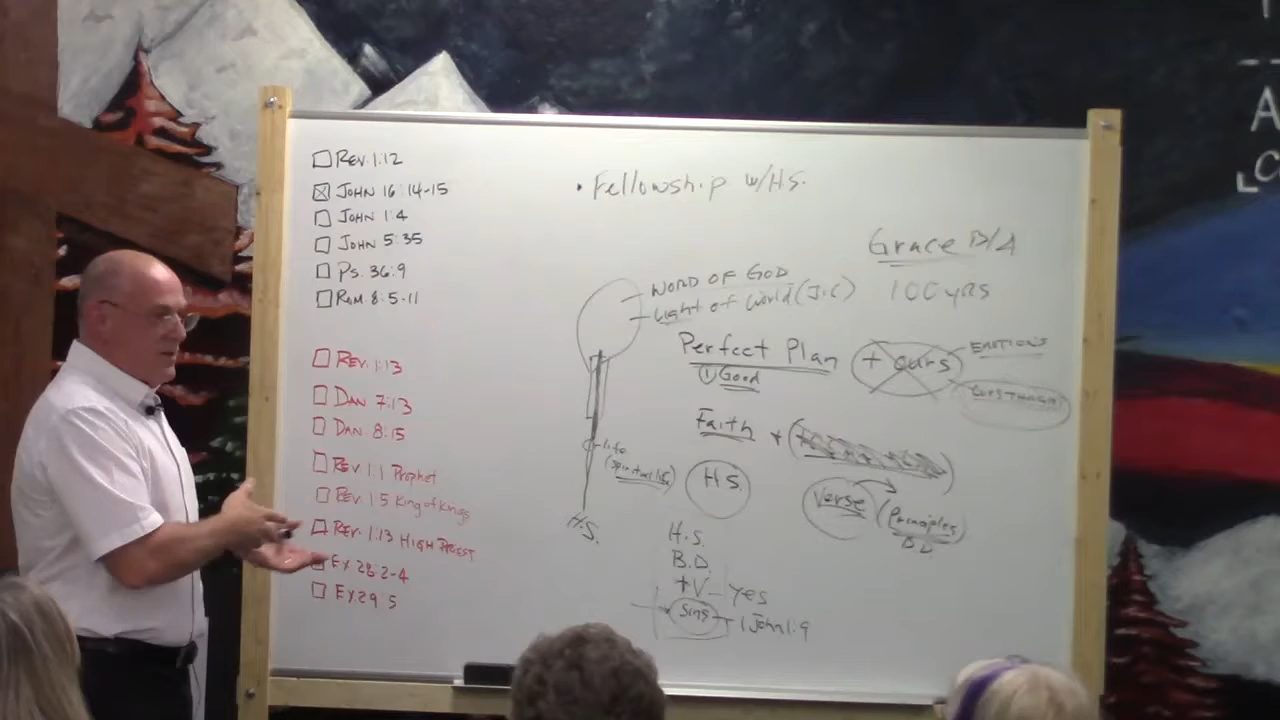 Rev. 1:12
John 16:14-15
John 1:4
John 5:35
Ps. 36:9
Rom. 8:5-11
Rev. 1:13
Dan 7:13
Dan. 8:15
Rev 1:1 Prophet
Rev. 1:5 King of Kings
Rev. 1:13 High Priest
Ex 28:2-4
Ex 29:5
• Fellowship w/H.S.
Word of God
Light of World (J.C)
life
(spiritual life)
H.S.
Grace
100 yrs
Perfect Plan
① Good
+ ours
Emotions
Faith +
H.S.
Verse
(Principles)
B.D.
H.S.
B.D.
+V - Yes
Sins - 1 John 1:9
A